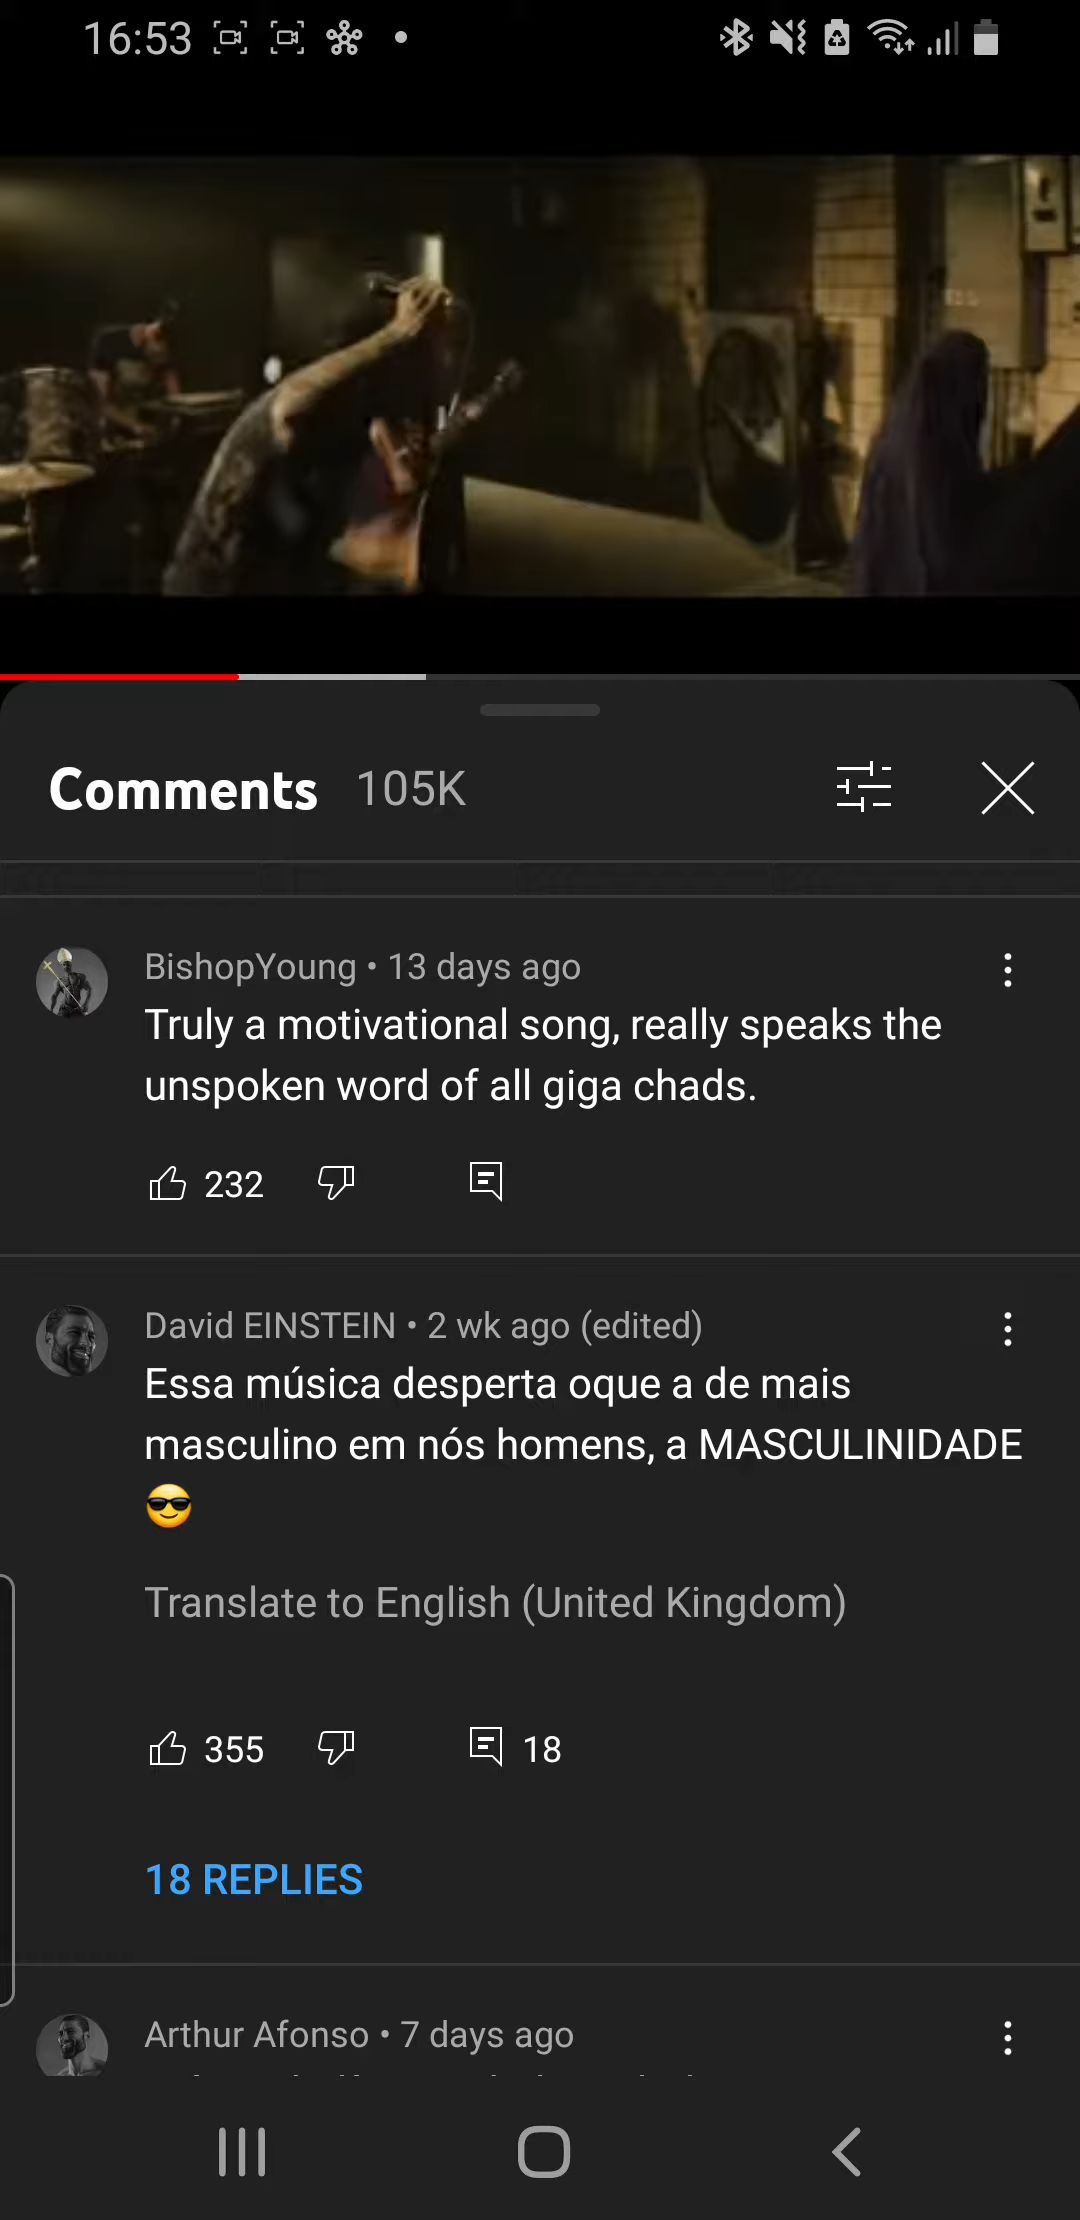 16:53
Comments 105K
BishopYoung • 13 days ago
Truly a motivational song, really speaks the
unspoken word of all giga chads.
232
David EINSTEIN • 2 wk ago (edited)
Essa música desperta oque a de mais
masculino em nós homens, a MASCULINIDADE
😎
Translate to English (United Kingdom)
355 18
18 REPLIES
Arthur Afonso • 7 days ago